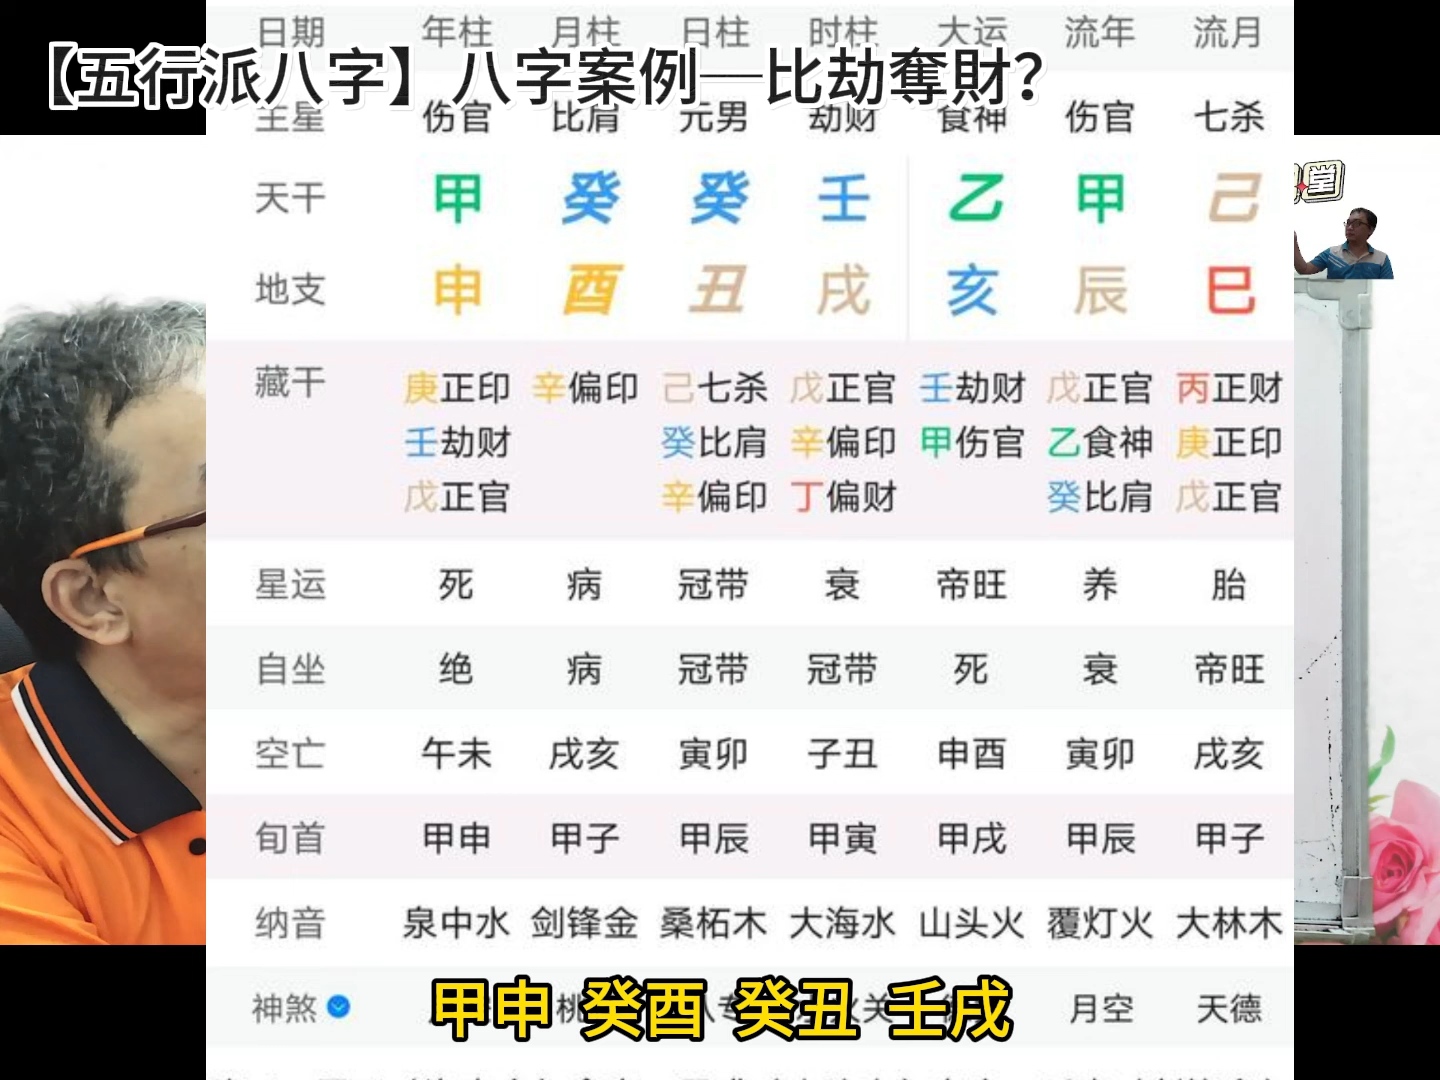 日期 年柱 月柱 日柱 时柱 大运 流年 流月
【五行派八字】八字案例—比劫奪財?
主星 伤官 比肩 元男 劫财 食神 伤官 七杀
天干 甲 癸 癸 壬 乙 甲 己
地支 申 酉 丑 戌 亥 辰 巳
藏干 庚正印 辛偏印 己七杀 戊正官 壬劫财 戊正官 丙正财
壬劫财 癸比肩 辛偏印 甲伤官 乙食神 庚正印
戊正官 辛偏印 丁偏财 癸比肩 戊正官
星运 死 病 冠带 衰 帝旺 养 胎
自坐 绝 病 冠带 冠带 死 衰 帝旺
空亡 午未 戌亥 寅卯 子丑 申酉 寅卯 戌亥
旬首 甲申 甲子 甲辰 甲寅 甲戌 甲辰 甲子
纳音 泉中水 剑锋金 桑柘木 大海水 山头火 覆灯火 大林木
神煞 月空 天德
甲申 癸酉 癸丑 壬戌
堂